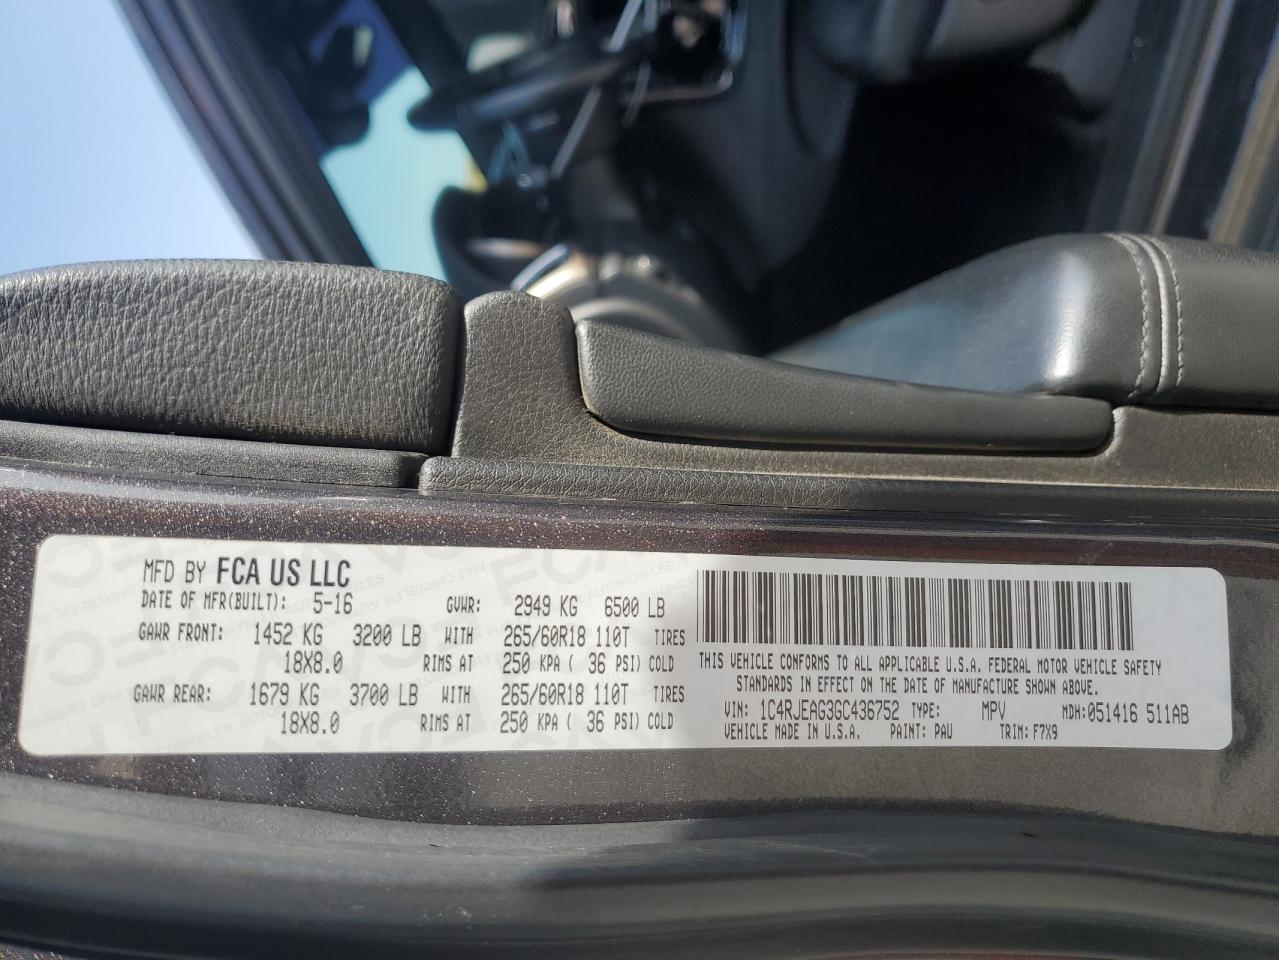 MFD BY FCA US LLC
DATE OF MFR(BUILT): 5-16 GVWR: 2949 KG 6500 LB
GAWR FRONT: 1452 KG 3200 LB WITH 265/60R18 110T TIRES
18X8.0 RIMS AT 250 KPA ( 36 PSI) COLD
GAWR REAR: 1679 KG 3700 LB WITH 265/60R18 110T TIRES
18X8.0 RIMS AT 250 KPA ( 36 PSI) COLD
THIS VEHICLE CONFORMS TO ALL APPLICABLE U.S.A. FEDERAL MOTOR VEHICLE SAFETY
STANDARDS IN EFFECT ON THE DATE OF MANUFACTURE SHOWN ABOVE.
VIN: 1C4RJEAG3GC436752 TYPE: MPV MDH:051416 511AB
VEHICLE MADE IN U.S.A. PAINT: PAU TRIM: F7X9